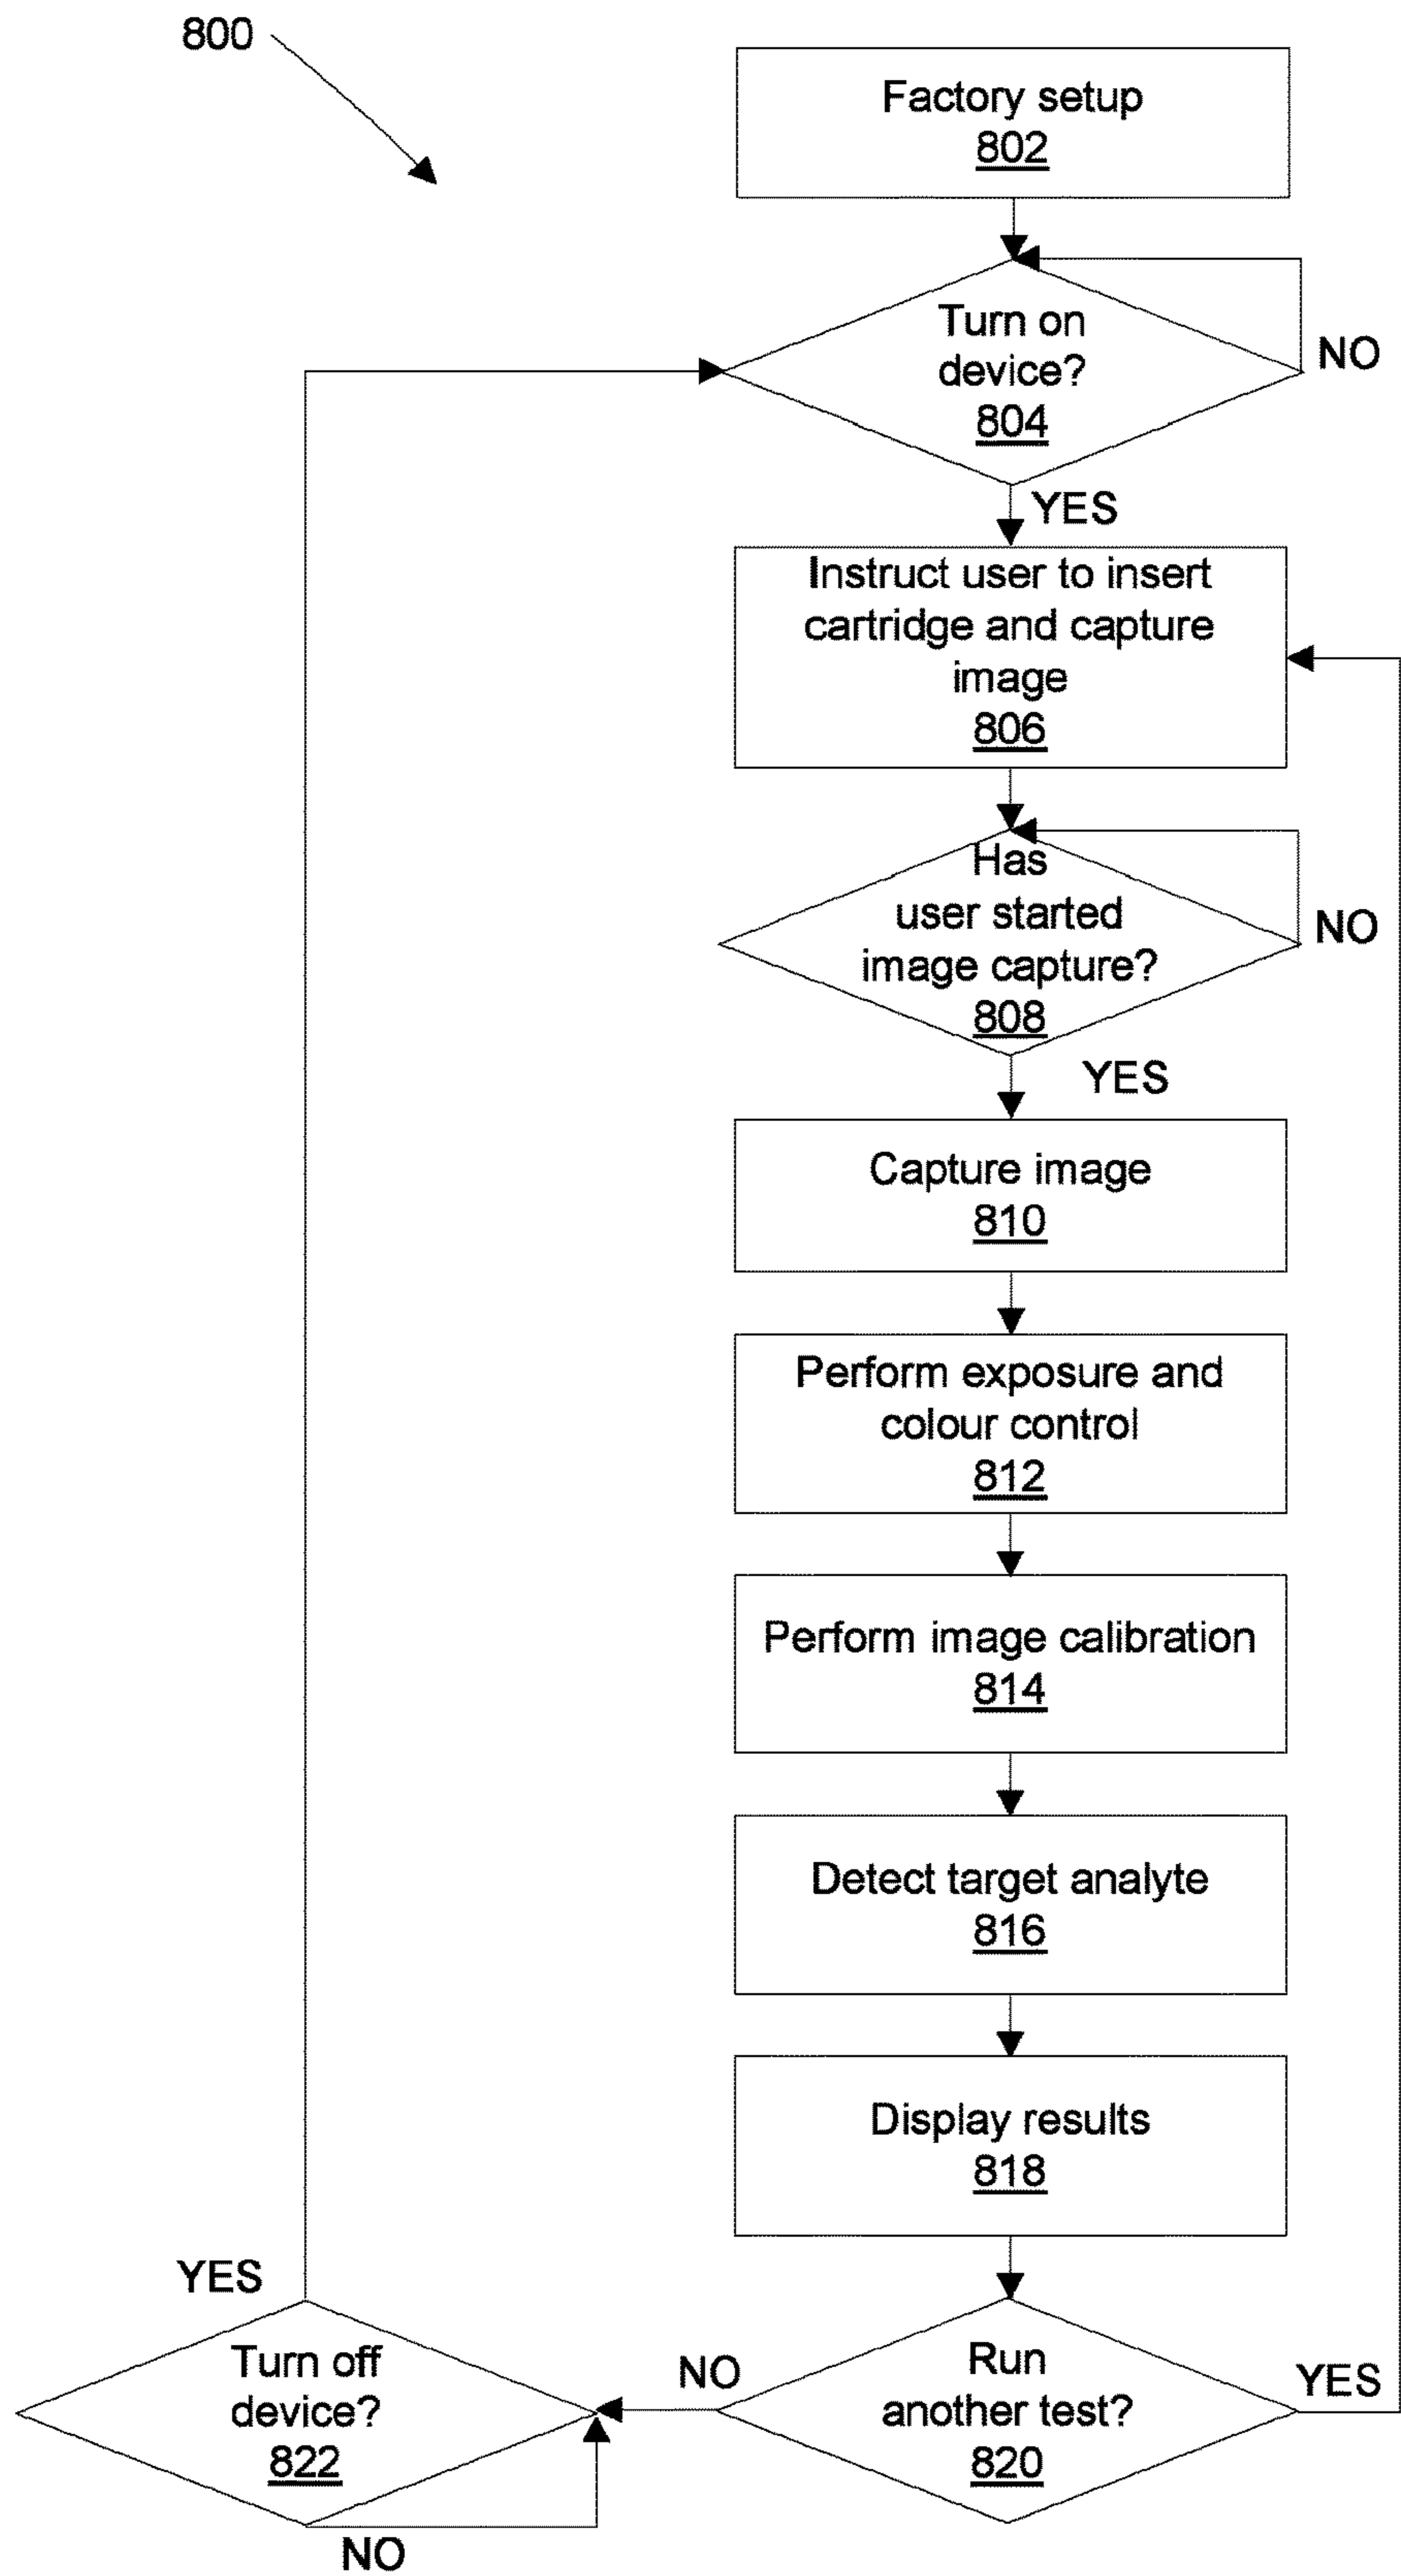 800
Factory setup
802
Turn on
device?
804
NO
YES
Instruct user to insert
cartridge and capture
image
806
Has
user started
image capture?
808
NO
YES
Capture image
810
Perform exposure and
colour control
812
Perform image calibration
814
Detect target analyte
816
Display results
818
YES
Turn off
device?
822
NO
NO
Run
another test?
820
YES